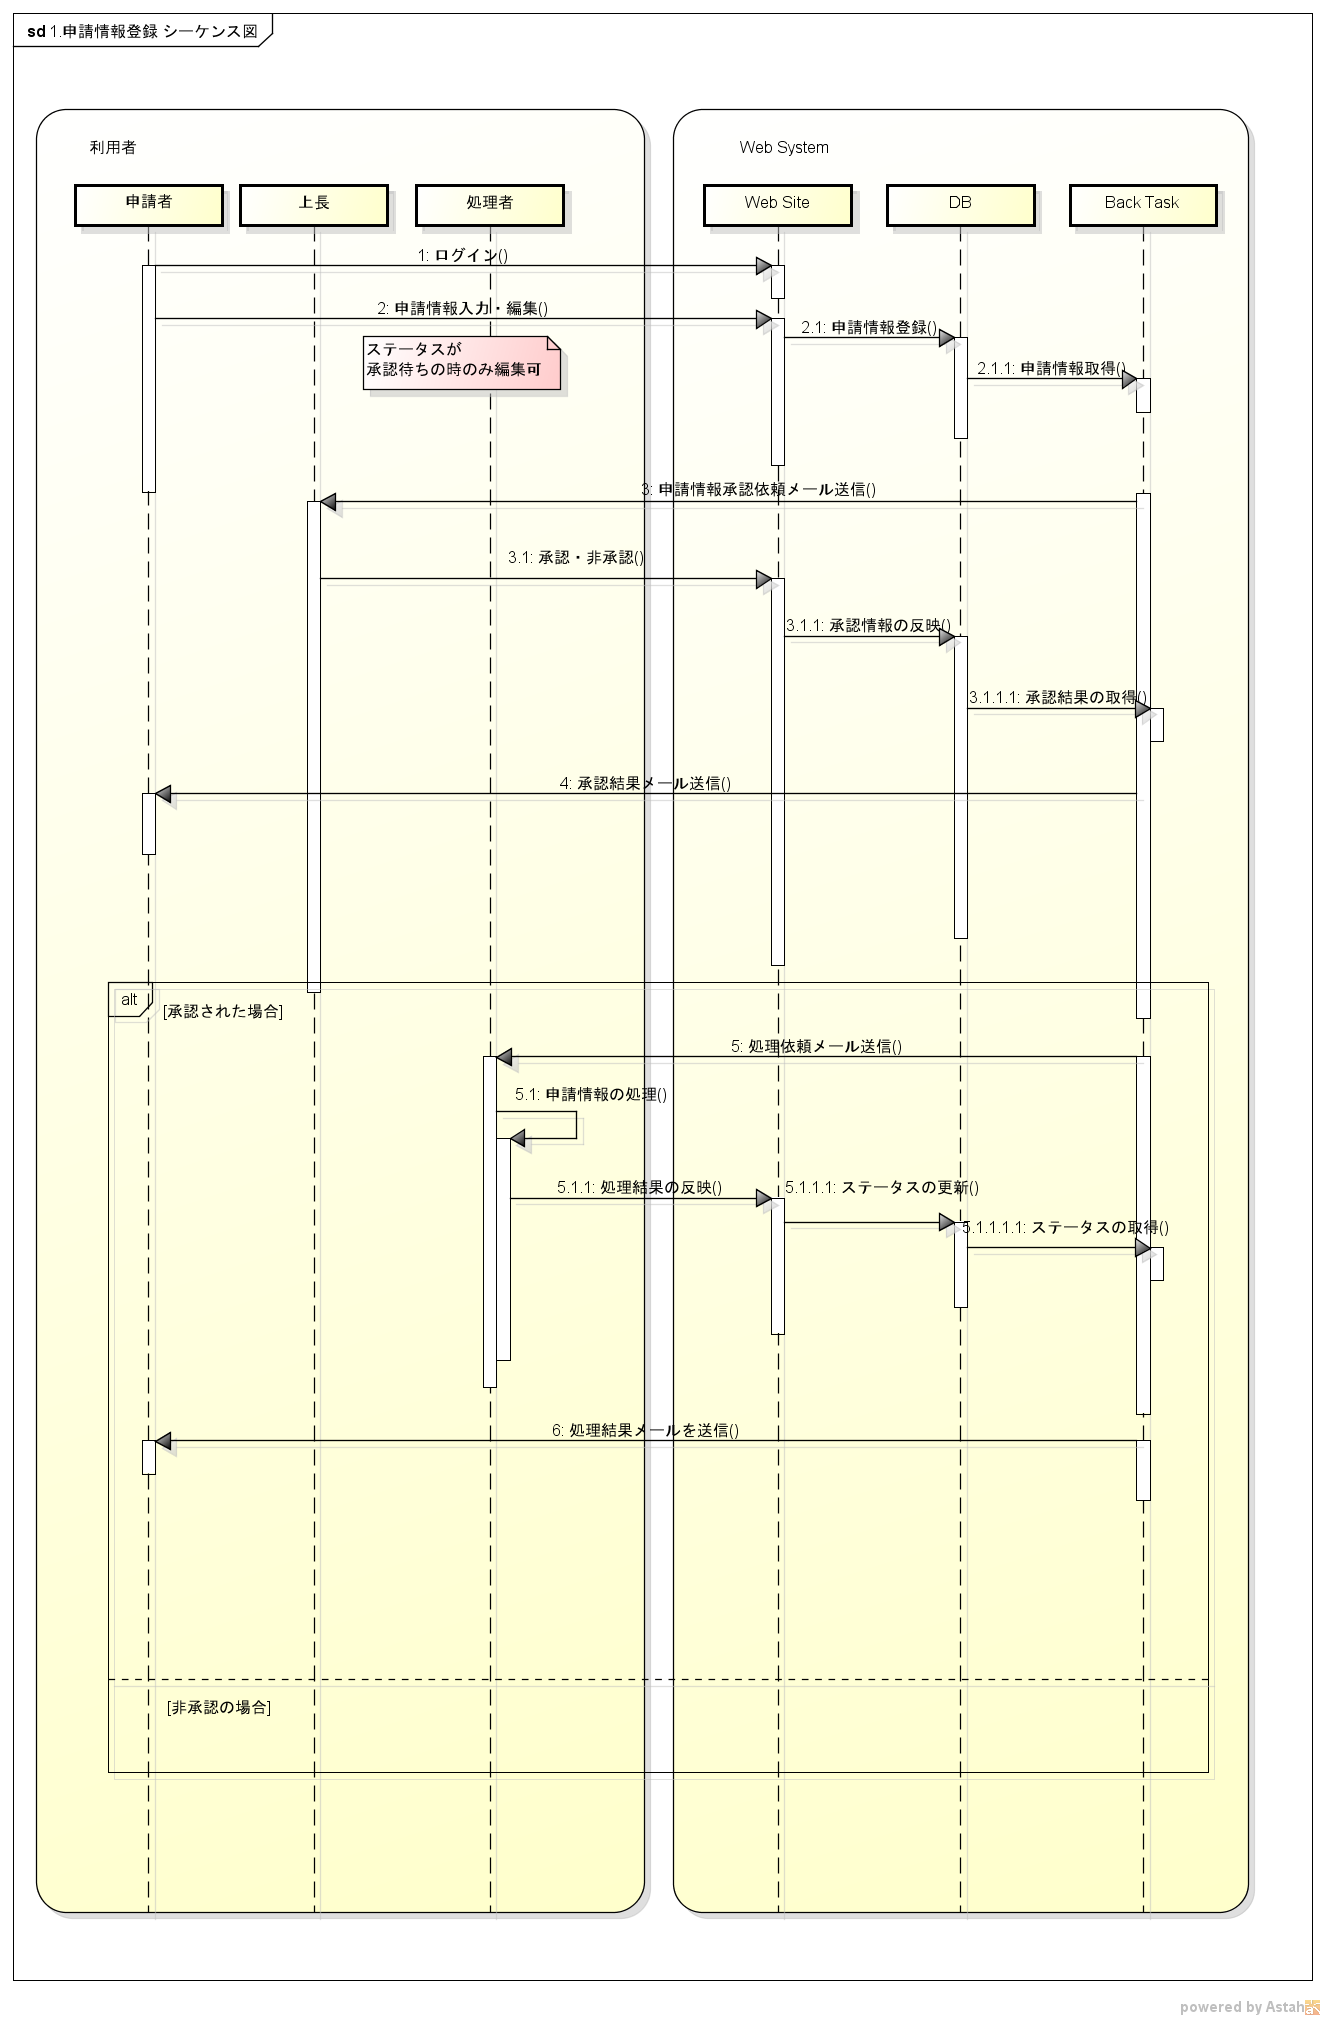 sd 1.申請情報登録 シーケンス図
利用者
Web System
申請者
上長
処理者
Web Site
DB
Back Task
1: ログイン()
2: 申請情報入力・編集()
2.1: 申請情報登録()
ステータスが
承認待ちの時のみ編集可
2.1.1: 申請情報取得()
3: 申請情報承認依頼メール送信()
3.1: 承認・非承認()
3.1.1: 承認情報の反映()
3.1.1.1: 承認結果の取得()
4: 承認結果メール送信()
alt
[承認された場合]
5: 処理依頼メール送信()
5.1: 申請情報の処理()
5.1.1: 処理結果の反映()
5.1.1.1: ステータスの更新()
5.1.1.1.1: ステータスの取得()
6: 処理結果メールを送信()
[非承認の場合]
powered by Astah